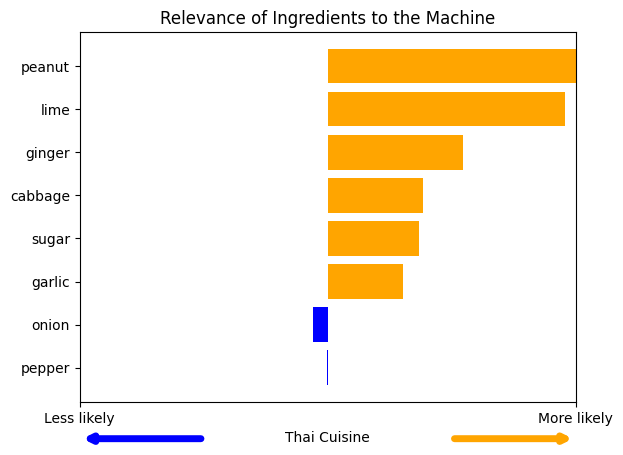 Relevance of Ingredients to the Machine
peanut
lime
ginger
cabbage
sugar
garlic
onion
pepper
Less likely
More likely
Thai Cuisine